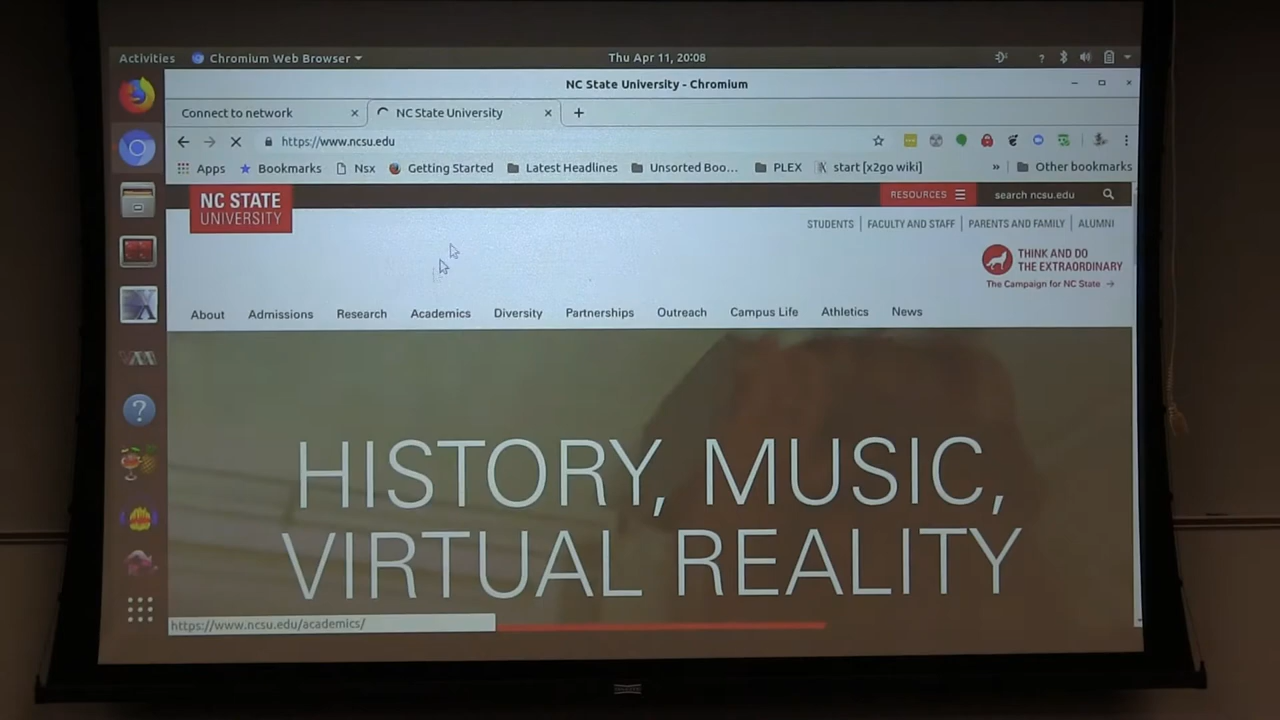 Activities Chromium Web Browser Thu Apr 11, 20:08 ?
NC State University - Chromium
Connect to network × NC State University × +
https://www.ncsu.edu
Apps Bookmarks Nsx Getting Started Latest Headlines Unsorted Boo... PLEX start [x2go wiki] » Other bookmarks
NC STATE
UNIVERSITY
RESOURCES search ncsu.edu
STUDENTS FACULTY AND STAFF PARENTS AND FAMILY ALUMNI
THINK AND DO
THE EXTRAORDINARY
The Campaign for NC State →
About Admissions Research Academics Diversity Partnerships Outreach Campus Life Athletics News
HISTORY, MUSIC,
VIRTUAL REALITY
https://www.ncsu.edu/academics/